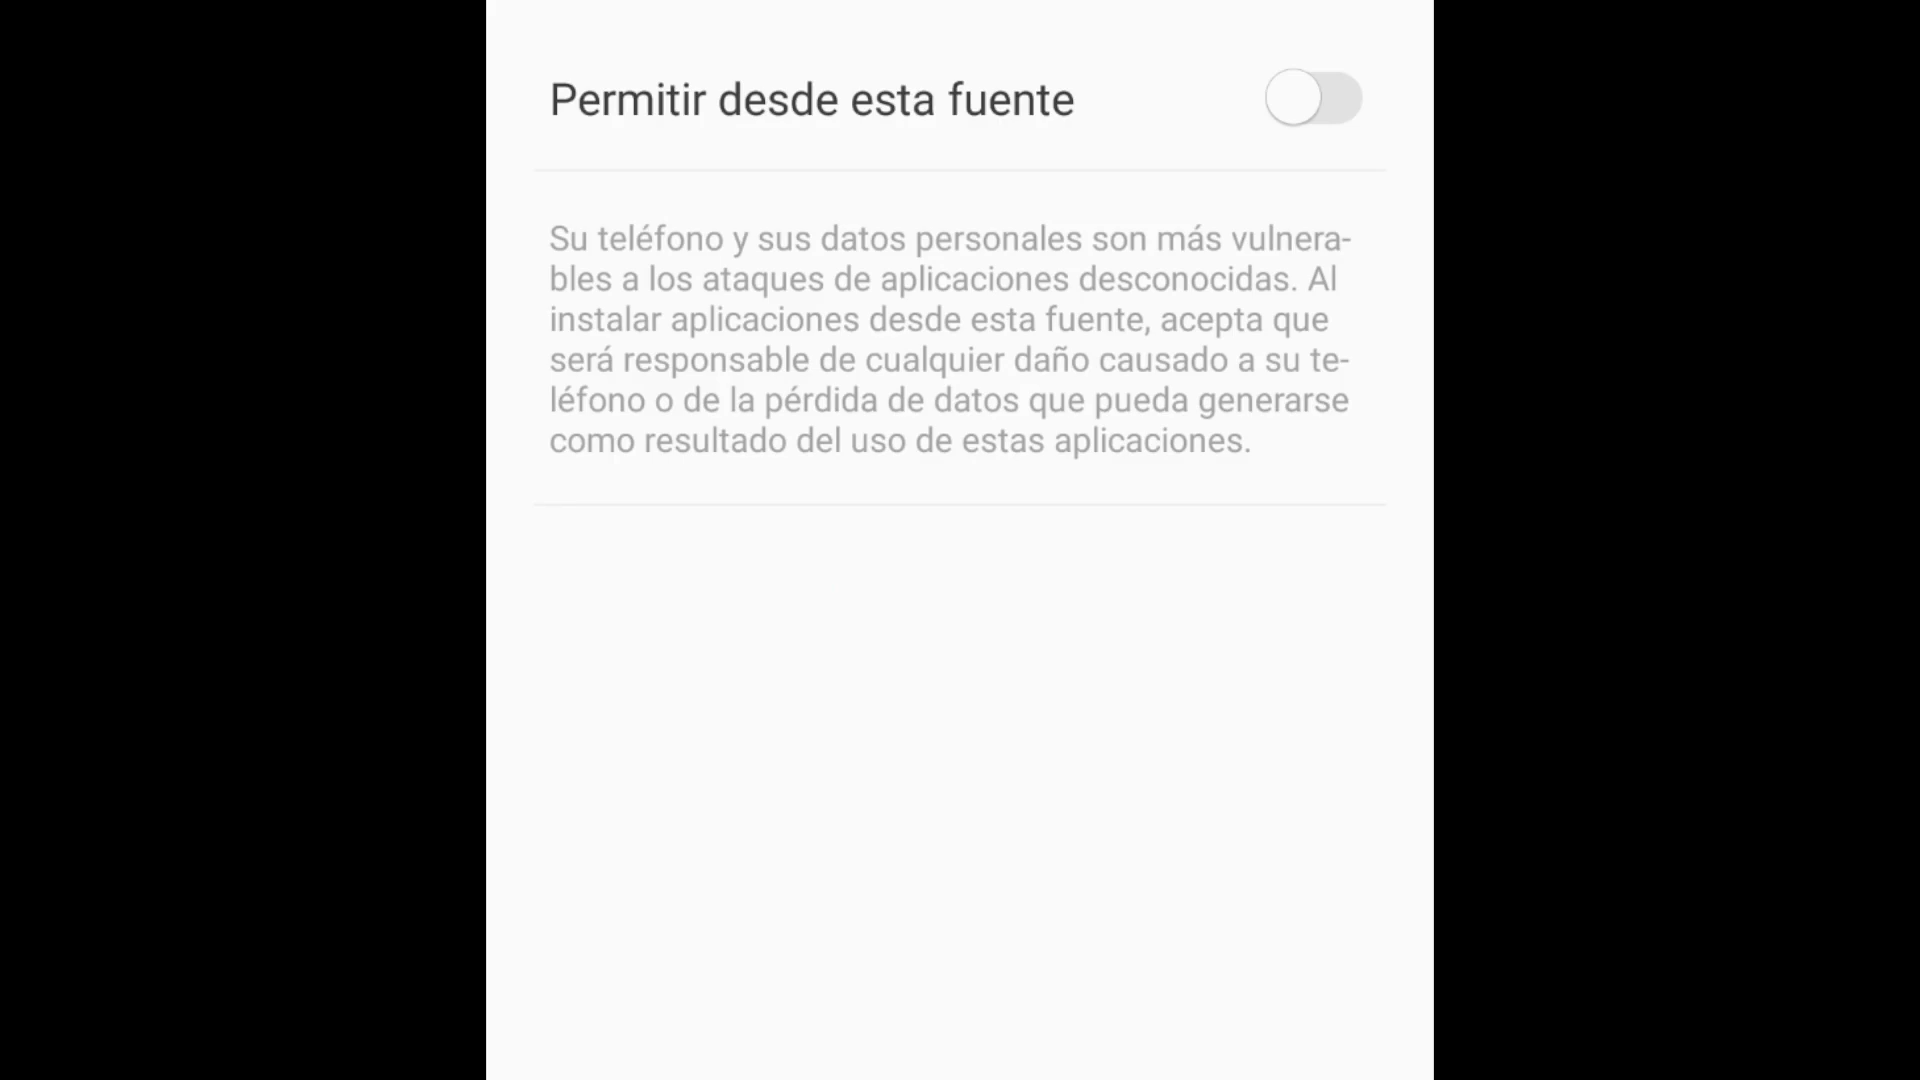 Permitir desde esta fuente
Su teléfono y sus datos personales son más vulnera-
bles a los ataques de aplicaciones desconocidas. Al
instalar aplicaciones desde esta fuente, acepta que
será responsable de cualquier daño causado a su te-
léfono o de la pérdida de datos que pueda generarse
como resultado del uso de estas aplicaciones.